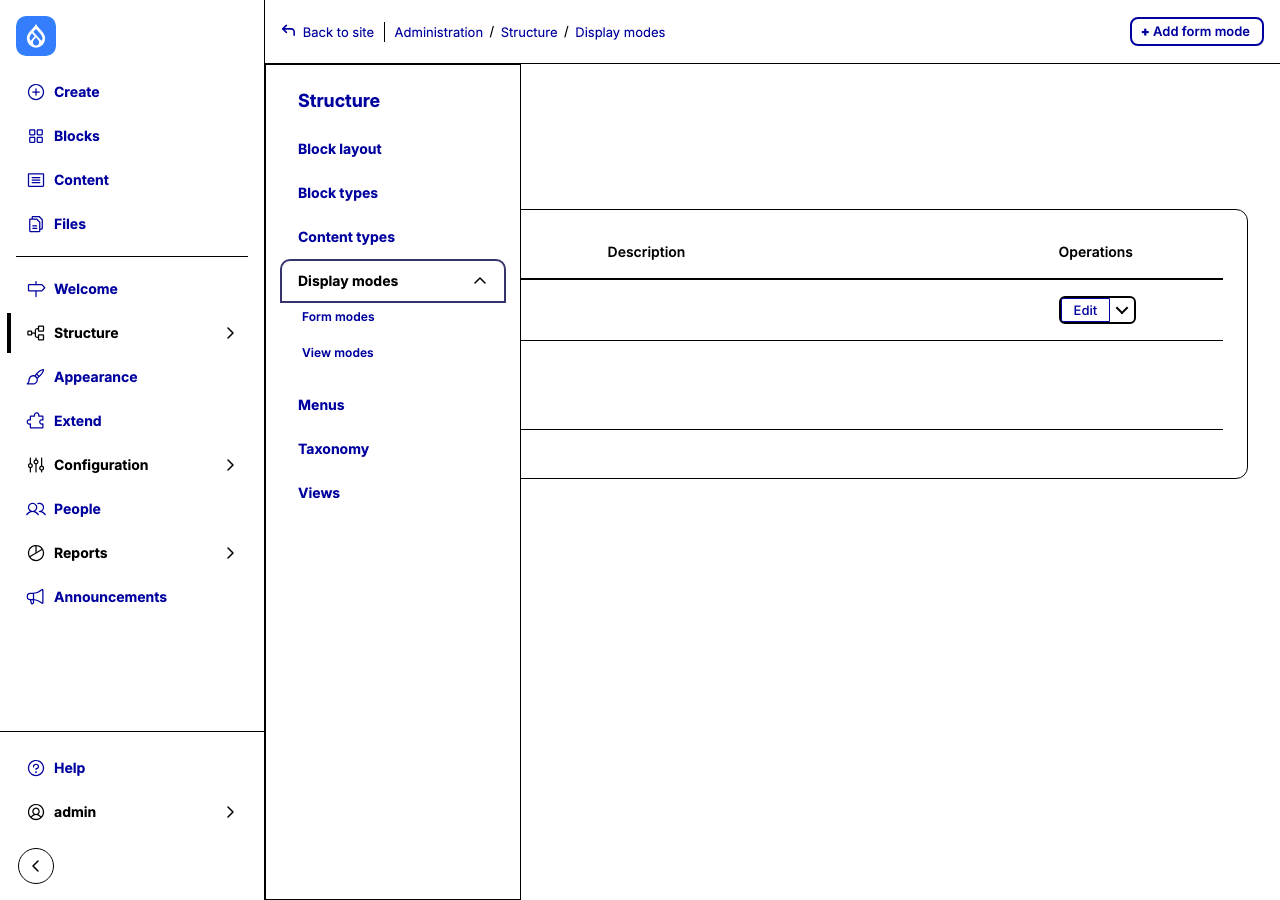 Create
Blocks
Content
Files
Welcome
Structure
Appearance
Extend
Configuration
People
Reports
Announcements
Help
admin
Back to site
Administration / Structure / Display modes
+ Add form mode
Structure
Block layout
Block types
Content types
Display modes
Form modes
View modes
Menus
Taxonomy
Views
Description
Operations
Edit